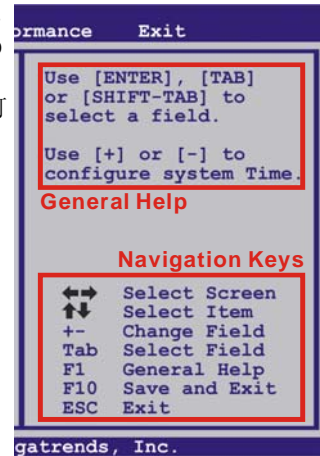 ormance Exit
Use [ENTER], [TAB]
or [SHIFT-TAB] to
select a field.
Use [+] or [-] to
configure system Time.
General Help
Navigation Keys
←→ Select Screen
↑↓ Select Item
+- Change Field
Tab Select Field
F1 General Help
F10 Save and Exit
ESC Exit
gatrends, Inc.